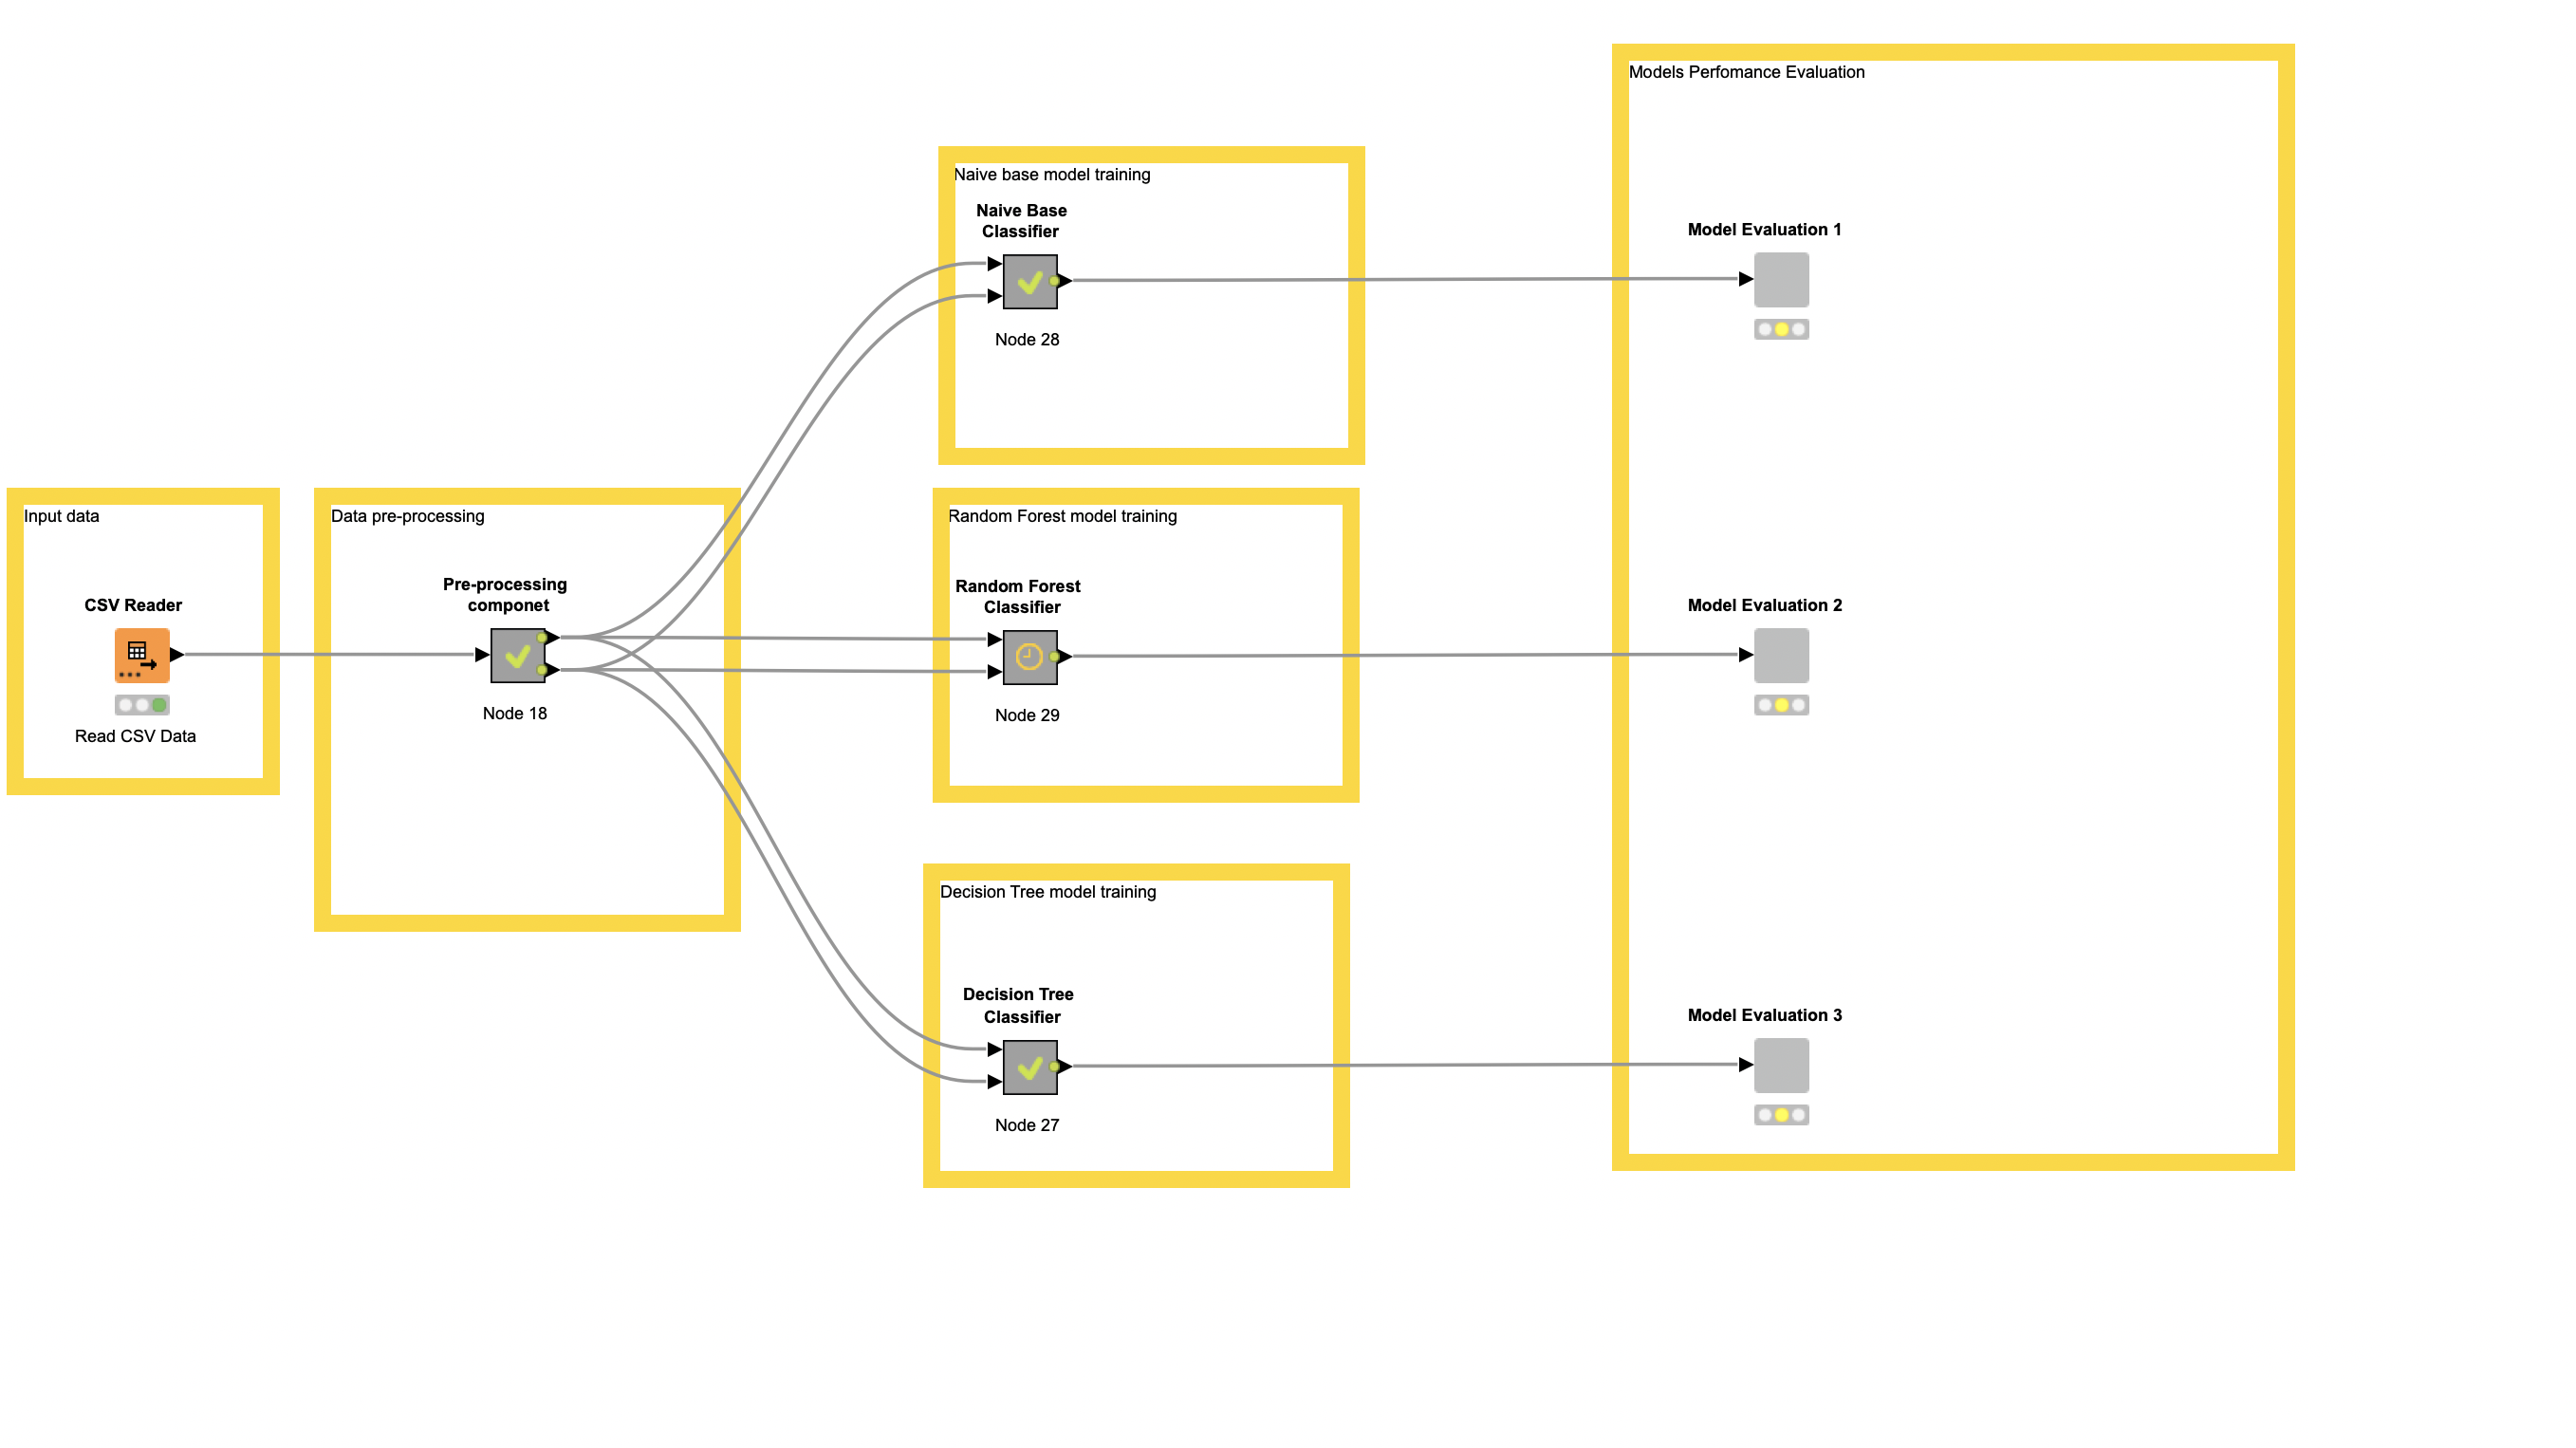 Input data
CSV Reader
Read CSV Data
Data pre-processing
Pre-processing
componet
Node 18
Naive base model training
Naive Base
Classifier
Node 28
Random Forest model training
Random Forest
Classifier
Node 29
Decision Tree model training
Decision Tree
Classifier
Node 27
Models Perfomance Evaluation
Model Evaluation 1
Model Evaluation 2
Model Evaluation 3